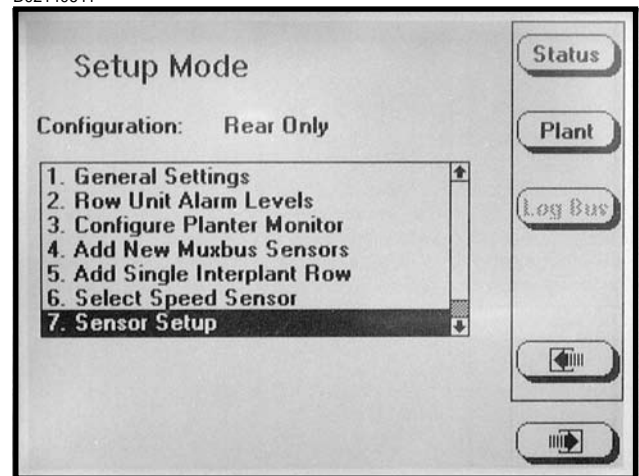 Setup Mode
Configuration: Rear Only
1. General Settings
2. Row Unit Alarm Levels
3. Configure Planter Monitor
4. Add New Muxbus Sensors
5. Add Single Interplant Row
6. Select Speed Sensor
7. Sensor Setup
Status
Plant
Log Bus